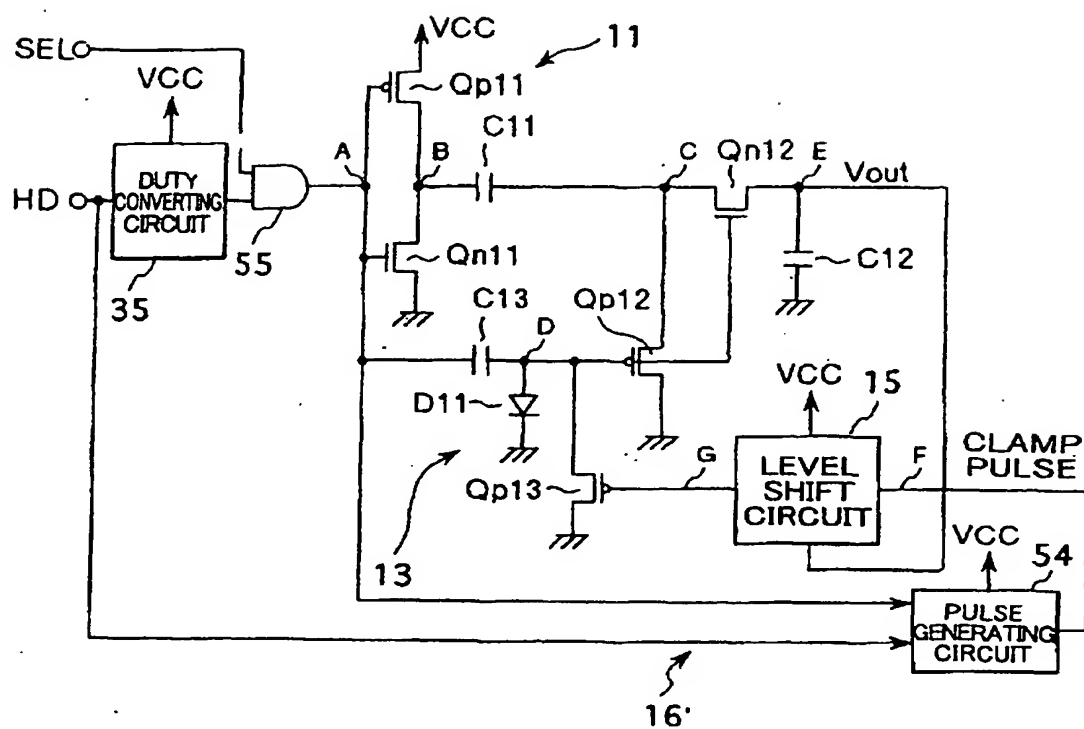 SEL
VCC
11
VCC
Qp11
C11
A
B
C
Qn12
E
Vout
HD
DUTY
CONVERTING
CIRCUIT
55
Qn11
C12
35
C13
Qp12
D
VCC
15
D11
CLAMP
PULSE
LEVEL
SHIFT
CIRCUIT
G
F
Qp13
VCC
54
13
PULSE
GENERATING
CIRCUIT
16'